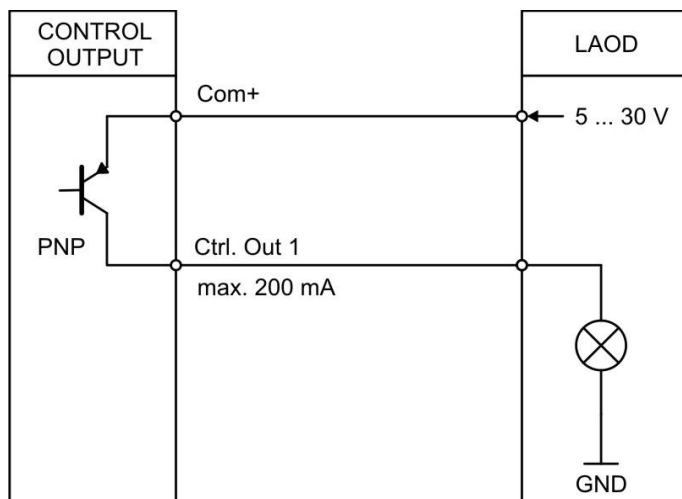 CONTROL
OUTPUT
LAOD
Com+
5 ... 30 V
PNP
Ctrl. Out 1
max. 200 mA
GND